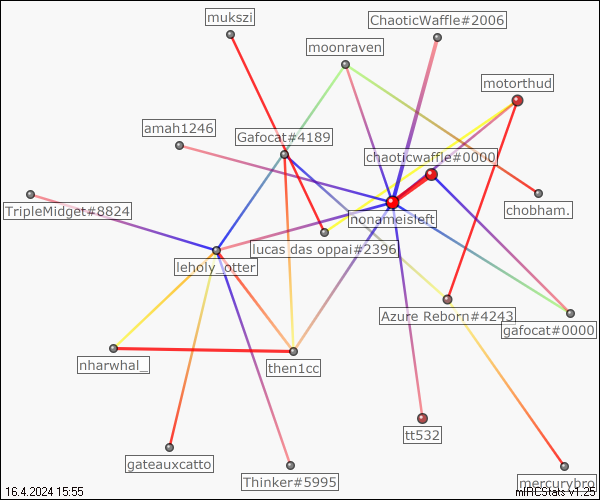 mukszi
ChaoticWaffle#2006
moonraven
motorthud
amah1246
Gafocat#4189
chaoticwaffle#0000
TripleMidget#8824
nonameisleft
chobham.
lucas das oppai#2396
leholy_otter
Azure Reborn#4243
gafocat#0000
nharwhal_
then1cc
tt532
gateauxcatto
Thinker#5995
mercurybro
16.4.2024 15:55
mIRCStats v1.25